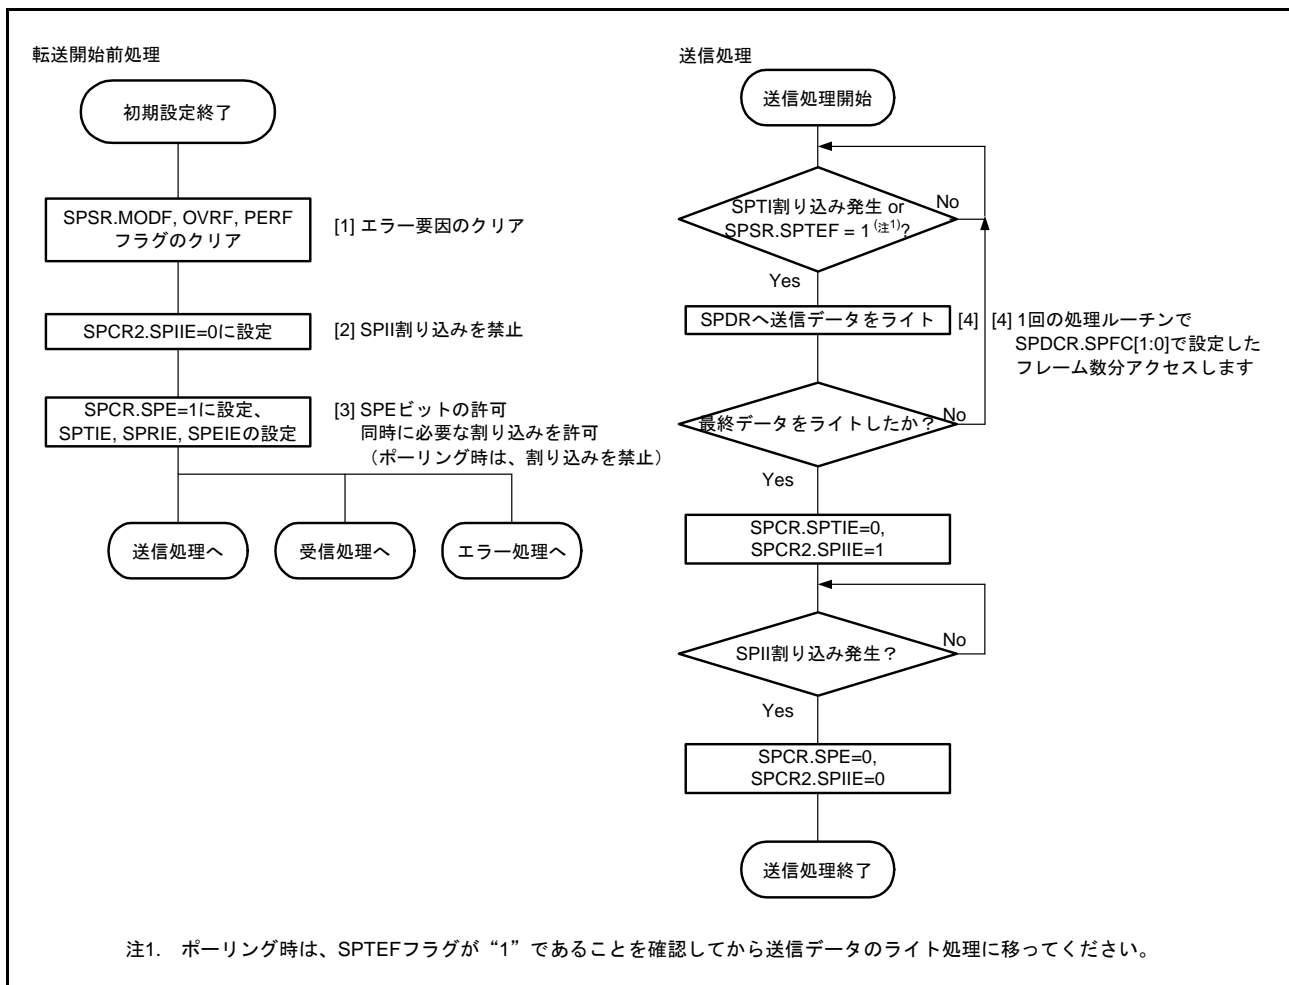 転送開始前処理
初期設定終了
SPSR.MODF, OVRF, PERF
フラグのクリア
[1] エラー要因のクリア
SPCR2.SPIIE=0に設定
[2] SPII割り込みを禁止
SPCR.SPE=1に設定、
SPTIE, SPRIE, SPEIEの設定
[3] SPEビットの許可
同時に必要な割り込みを許可
（ポーリング時は、割り込みを禁止）
送信処理へ
受信処理へ
エラー処理へ
送信処理
送信処理開始
SPTI割り込み発生 or
SPSR.SPTEF = 1 (注1)?
No
Yes
SPDRへ送信データをライト
[4]
[4] 1回の処理ルーチンで
SPDCR.SPFC[1:0]で設定した
フレーム数分アクセスします
最終データをライトしたか？
No
Yes
SPCR.SPTIE=0,
SPCR2.SPIIE=1
SPII割り込み発生？
No
Yes
SPCR.SPE=0,
SPCR2.SPIIE=0
送信処理終了
注1. ポーリング時は、SPTEFフラグが“1”であることを確認してから送信データのライト処理に移ってください。